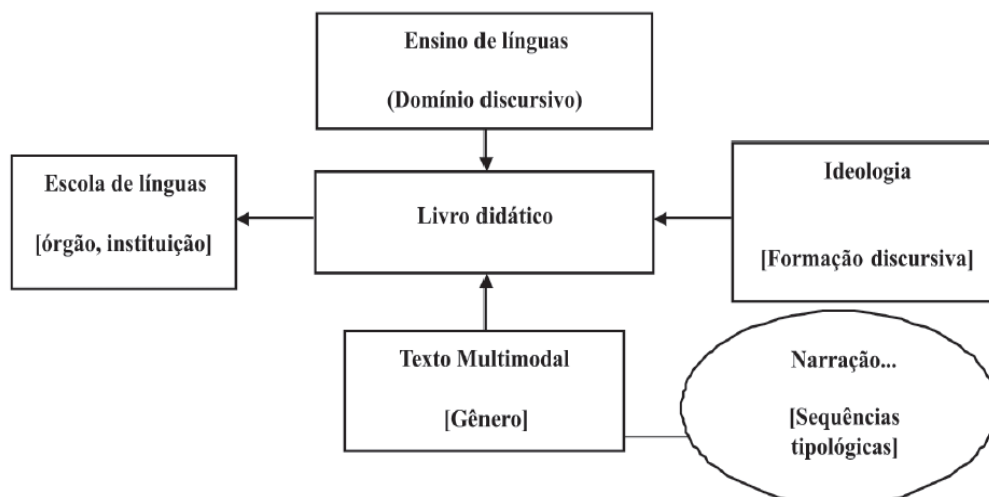 Ensino de línguas
(Domínio discursivo)
Escola de línguas
[órgão, instituição]
Livro didático
Ideologia
[Formação discursiva]
Texto Multimodal
[Gênero]
Narração...
[Sequências
tipológicas]